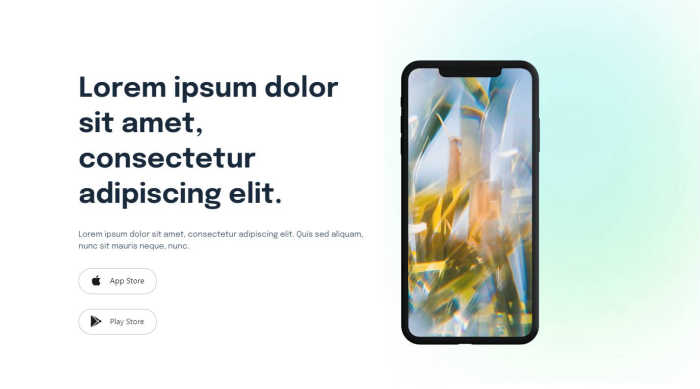 Lorem ipsum dolor
sit amet,
consectetur
adipiscing elit.
Lorem ipsum dolor sit amet, consectetur adipiscing elit. Quis sed aliquam,
nunc sit mauris neque, nunc.
App Store
Play Store